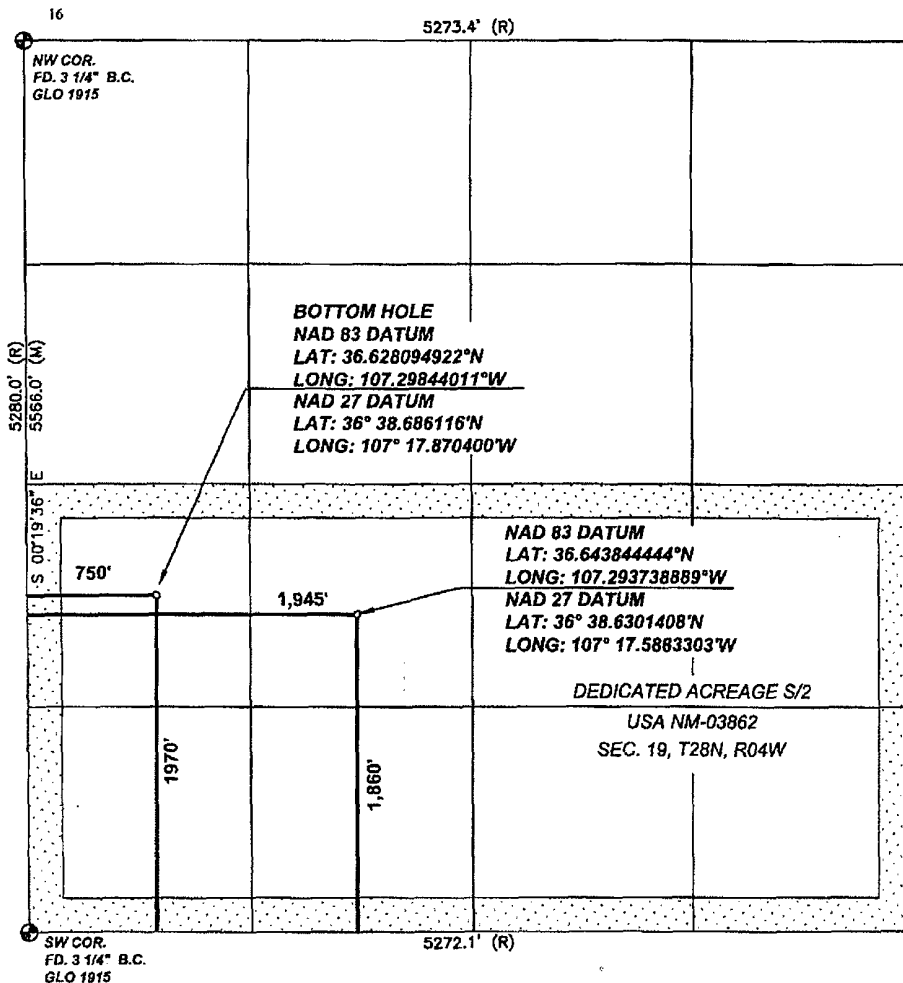 16
5273.4' (R)
NW COR.
FD. 3 1/4" B.C.
GLO 1915
BOTTOM HOLE
NAD 83 DATUM
LAT: 36.628094922°N
LONG: 107.29844011°W
NAD 27 DATUM
LAT: 36° 38.686116'N
LONG: 107° 17.870400'W
5280.0' (R)
5566.0' (M)
S 00°19'36" E
NAD 83 DATUM
LAT: 36.643844444°N
LONG: 107.293738889°W
NAD 27 DATUM
LAT: 36° 38.6301408'N
LONG: 107° 17.5883303'W
750'
1,945'
DEDICATED ACREAGE S/2
USA NM-03862
SEC. 19, T28N, R04W
1970'
1,860'
SW COR.
FD. 3 1/4" B.C.
GLO 1915
5272.1' (R)